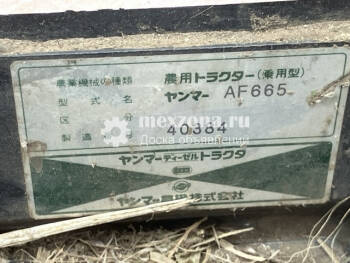 農業機械の種類 農用トラクター(乗用型)
型式名 ヤンマー AF665
区分
製造 40384
mexzona.ru
Доска объявлений
ヤンマーディーゼルトラクタ
ヤンマー農機株式会社